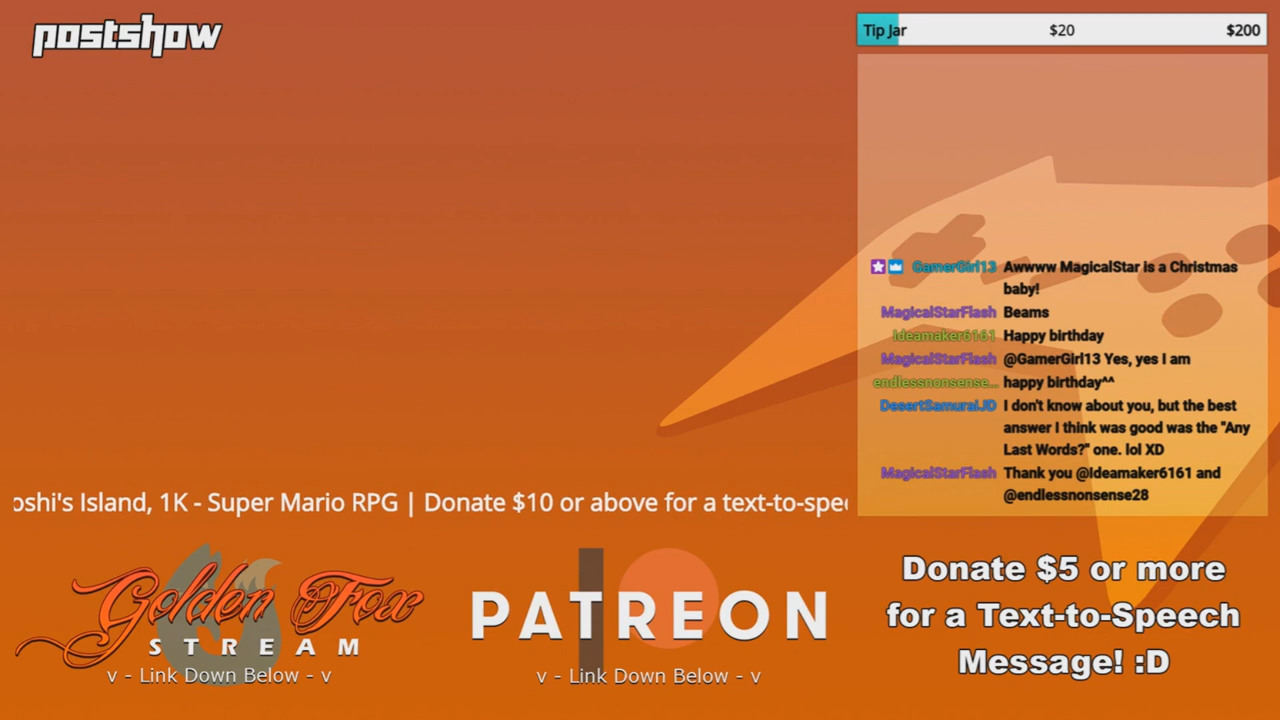 postshow
Tip Jar $20 $200
GamerGirl13 Awwww MagicalStar is a Christmas
baby!
MagicalStarFlash Beams
Ideamaker6161 Happy birthday
MagicalStarFlash @GamerGirl13 Yes, yes I am
endlessnonsense... happy birthday^^
DesertSamuraiJD I don't know about you, but the best
answer I think was good was the "Any
Last Words?" one. lol XD
MagicalStarFlash Thank you @Ideamaker6161 and
@endlessnonsense28
oshi's Island, 1K - Super Mario RPG | Donate $10 or above for a text-to-spee
Golden Fox
STREAM
v - Link Down Below - v
PATREON
v - Link Down Below - v
Donate $5 or more
for a Text-to-Speech
Message! :D